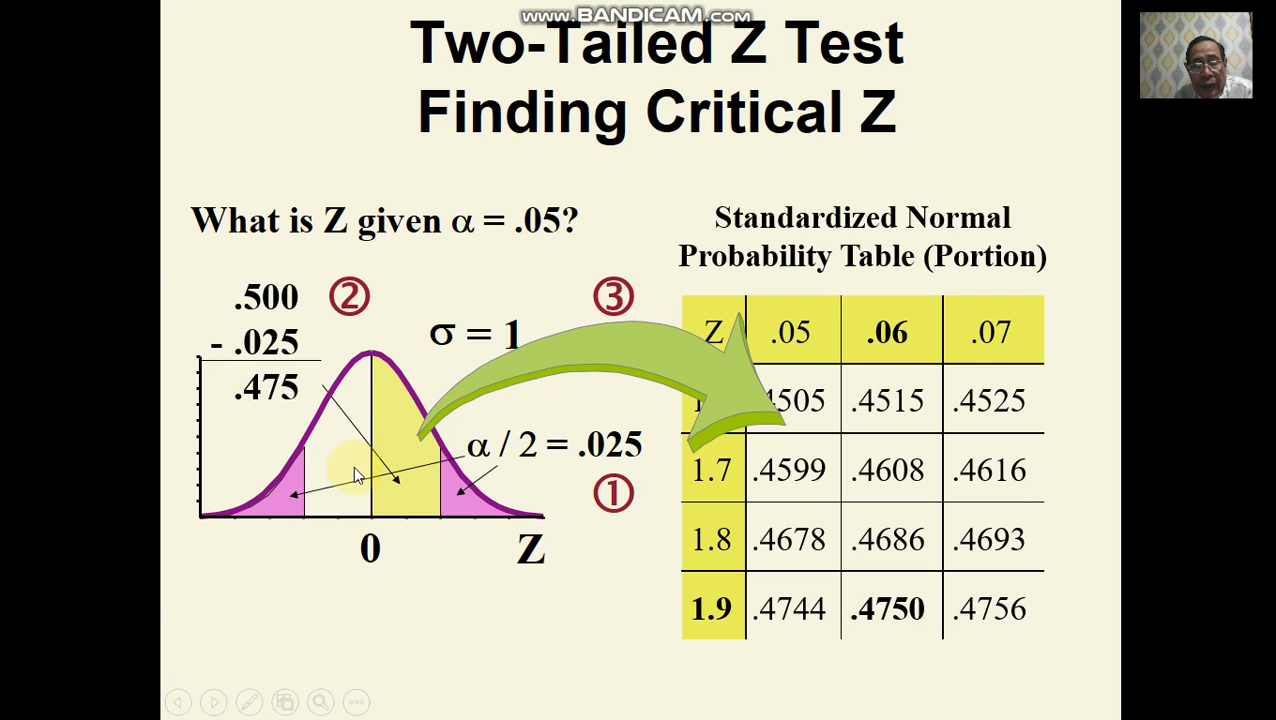 www.BANDICAM.com
Two-Tailed Z Test
Finding Critical Z
What is Z given α = .05?
.500
②
- .025
.475
σ = 1
③
α / 2 = .025
①
0
Z
Standardized Normal
Probability Table (Portion)
Z .05 .06 .07
.4505 .4515 .4525
1.7 .4599 .4608 .4616
1.8 .4678 .4686 .4693
1.9 .4744 .4750 .4756